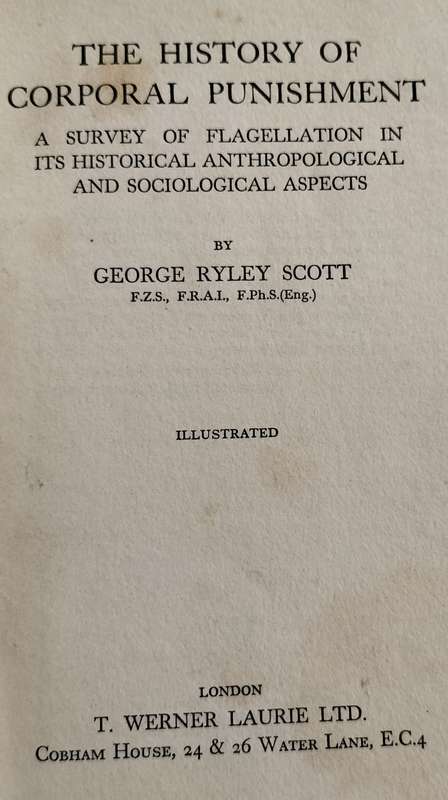 THE HISTORY OF
CORPORAL PUNISHMENT
A SURVEY OF FLAGELLATION IN
ITS HISTORICAL ANTHROPOLOGICAL
AND SOCIOLOGICAL ASPECTS
BY
GEORGE RYLEY SCOTT
F.Z.S., F.R.A.I., F.Ph.S.(Eng.)
ILLUSTRATED
LONDON
T. WERNER LAURIE LTD.
COBHAM HOUSE, 24 & 26 WATER LANE, E.C.4